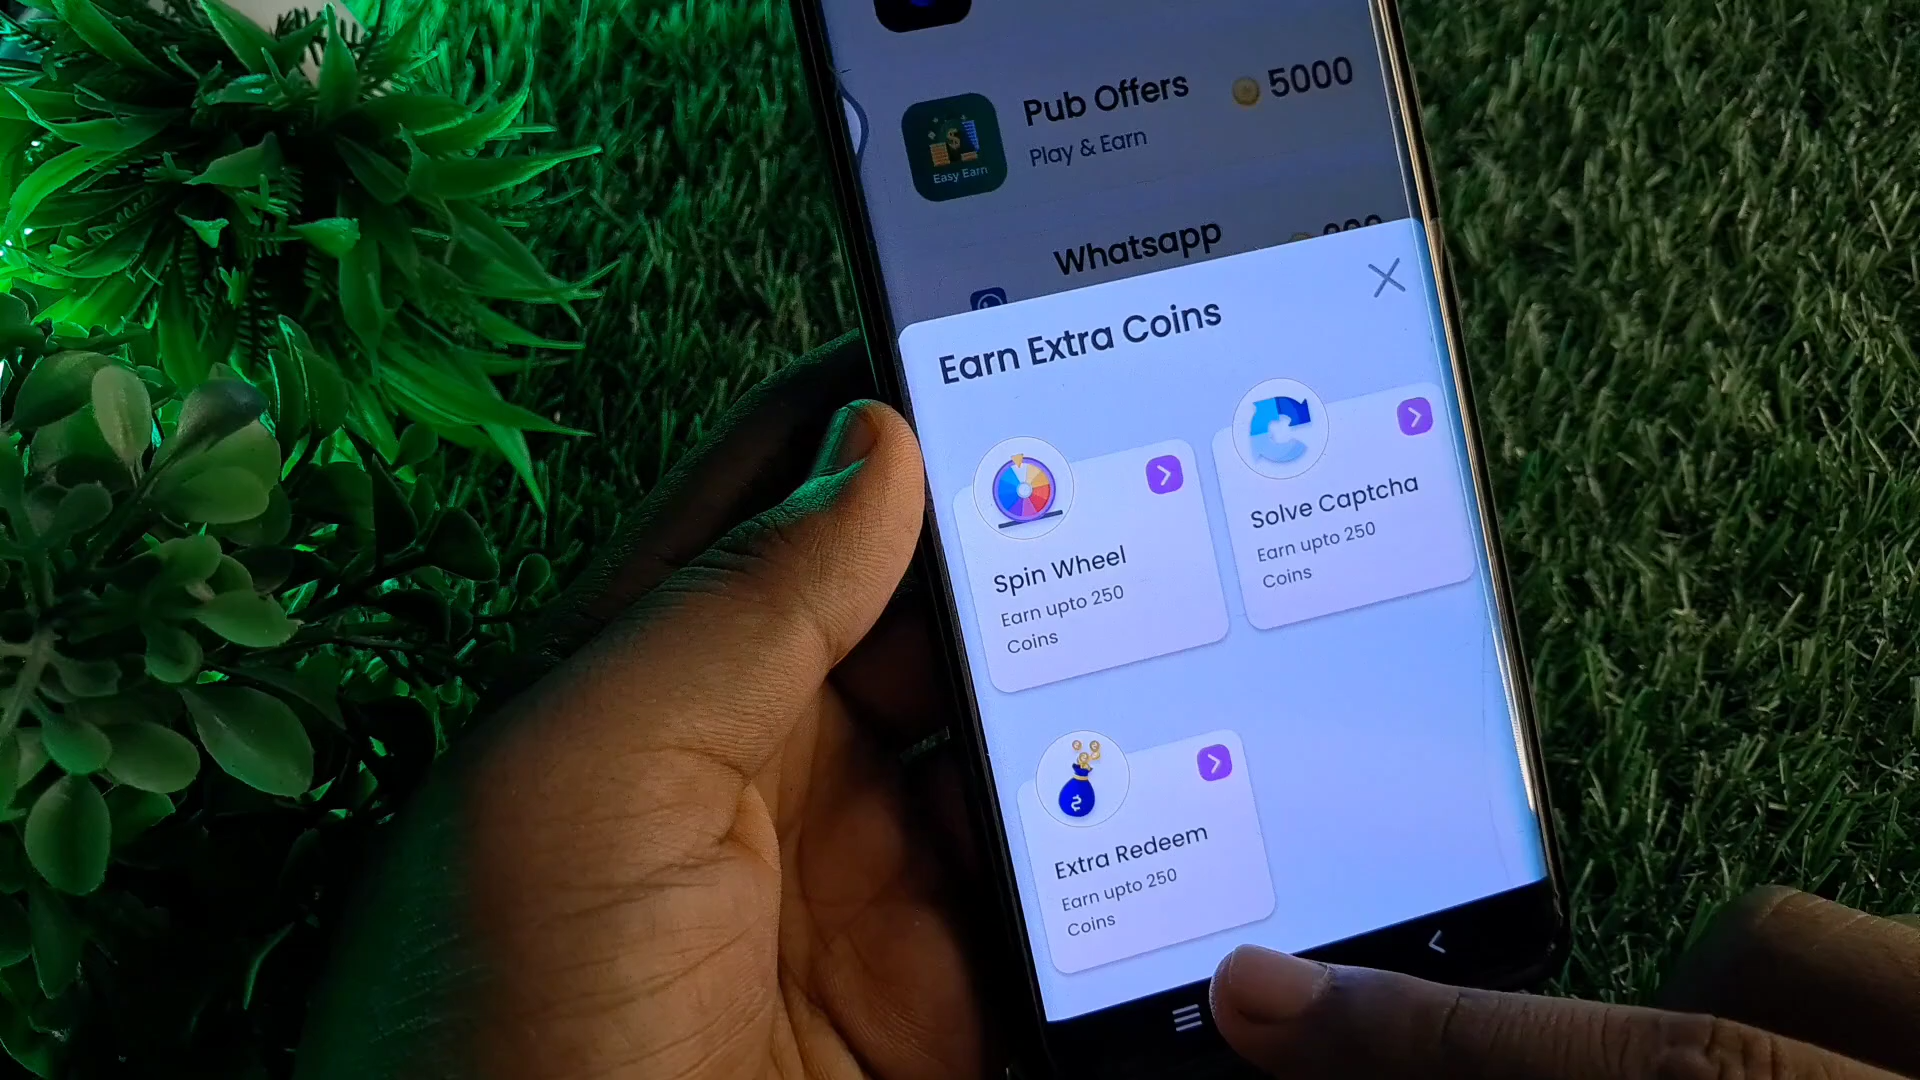 Pub Offers
5000
Play & Earn
Easy Earn
Whatsapp
Earn Extra Coins
Solve Captcha
Earn upto 250
Coins
Spin Wheel
Earn upto 250
Coins
Extra Redeem
Earn upto 250
Coins